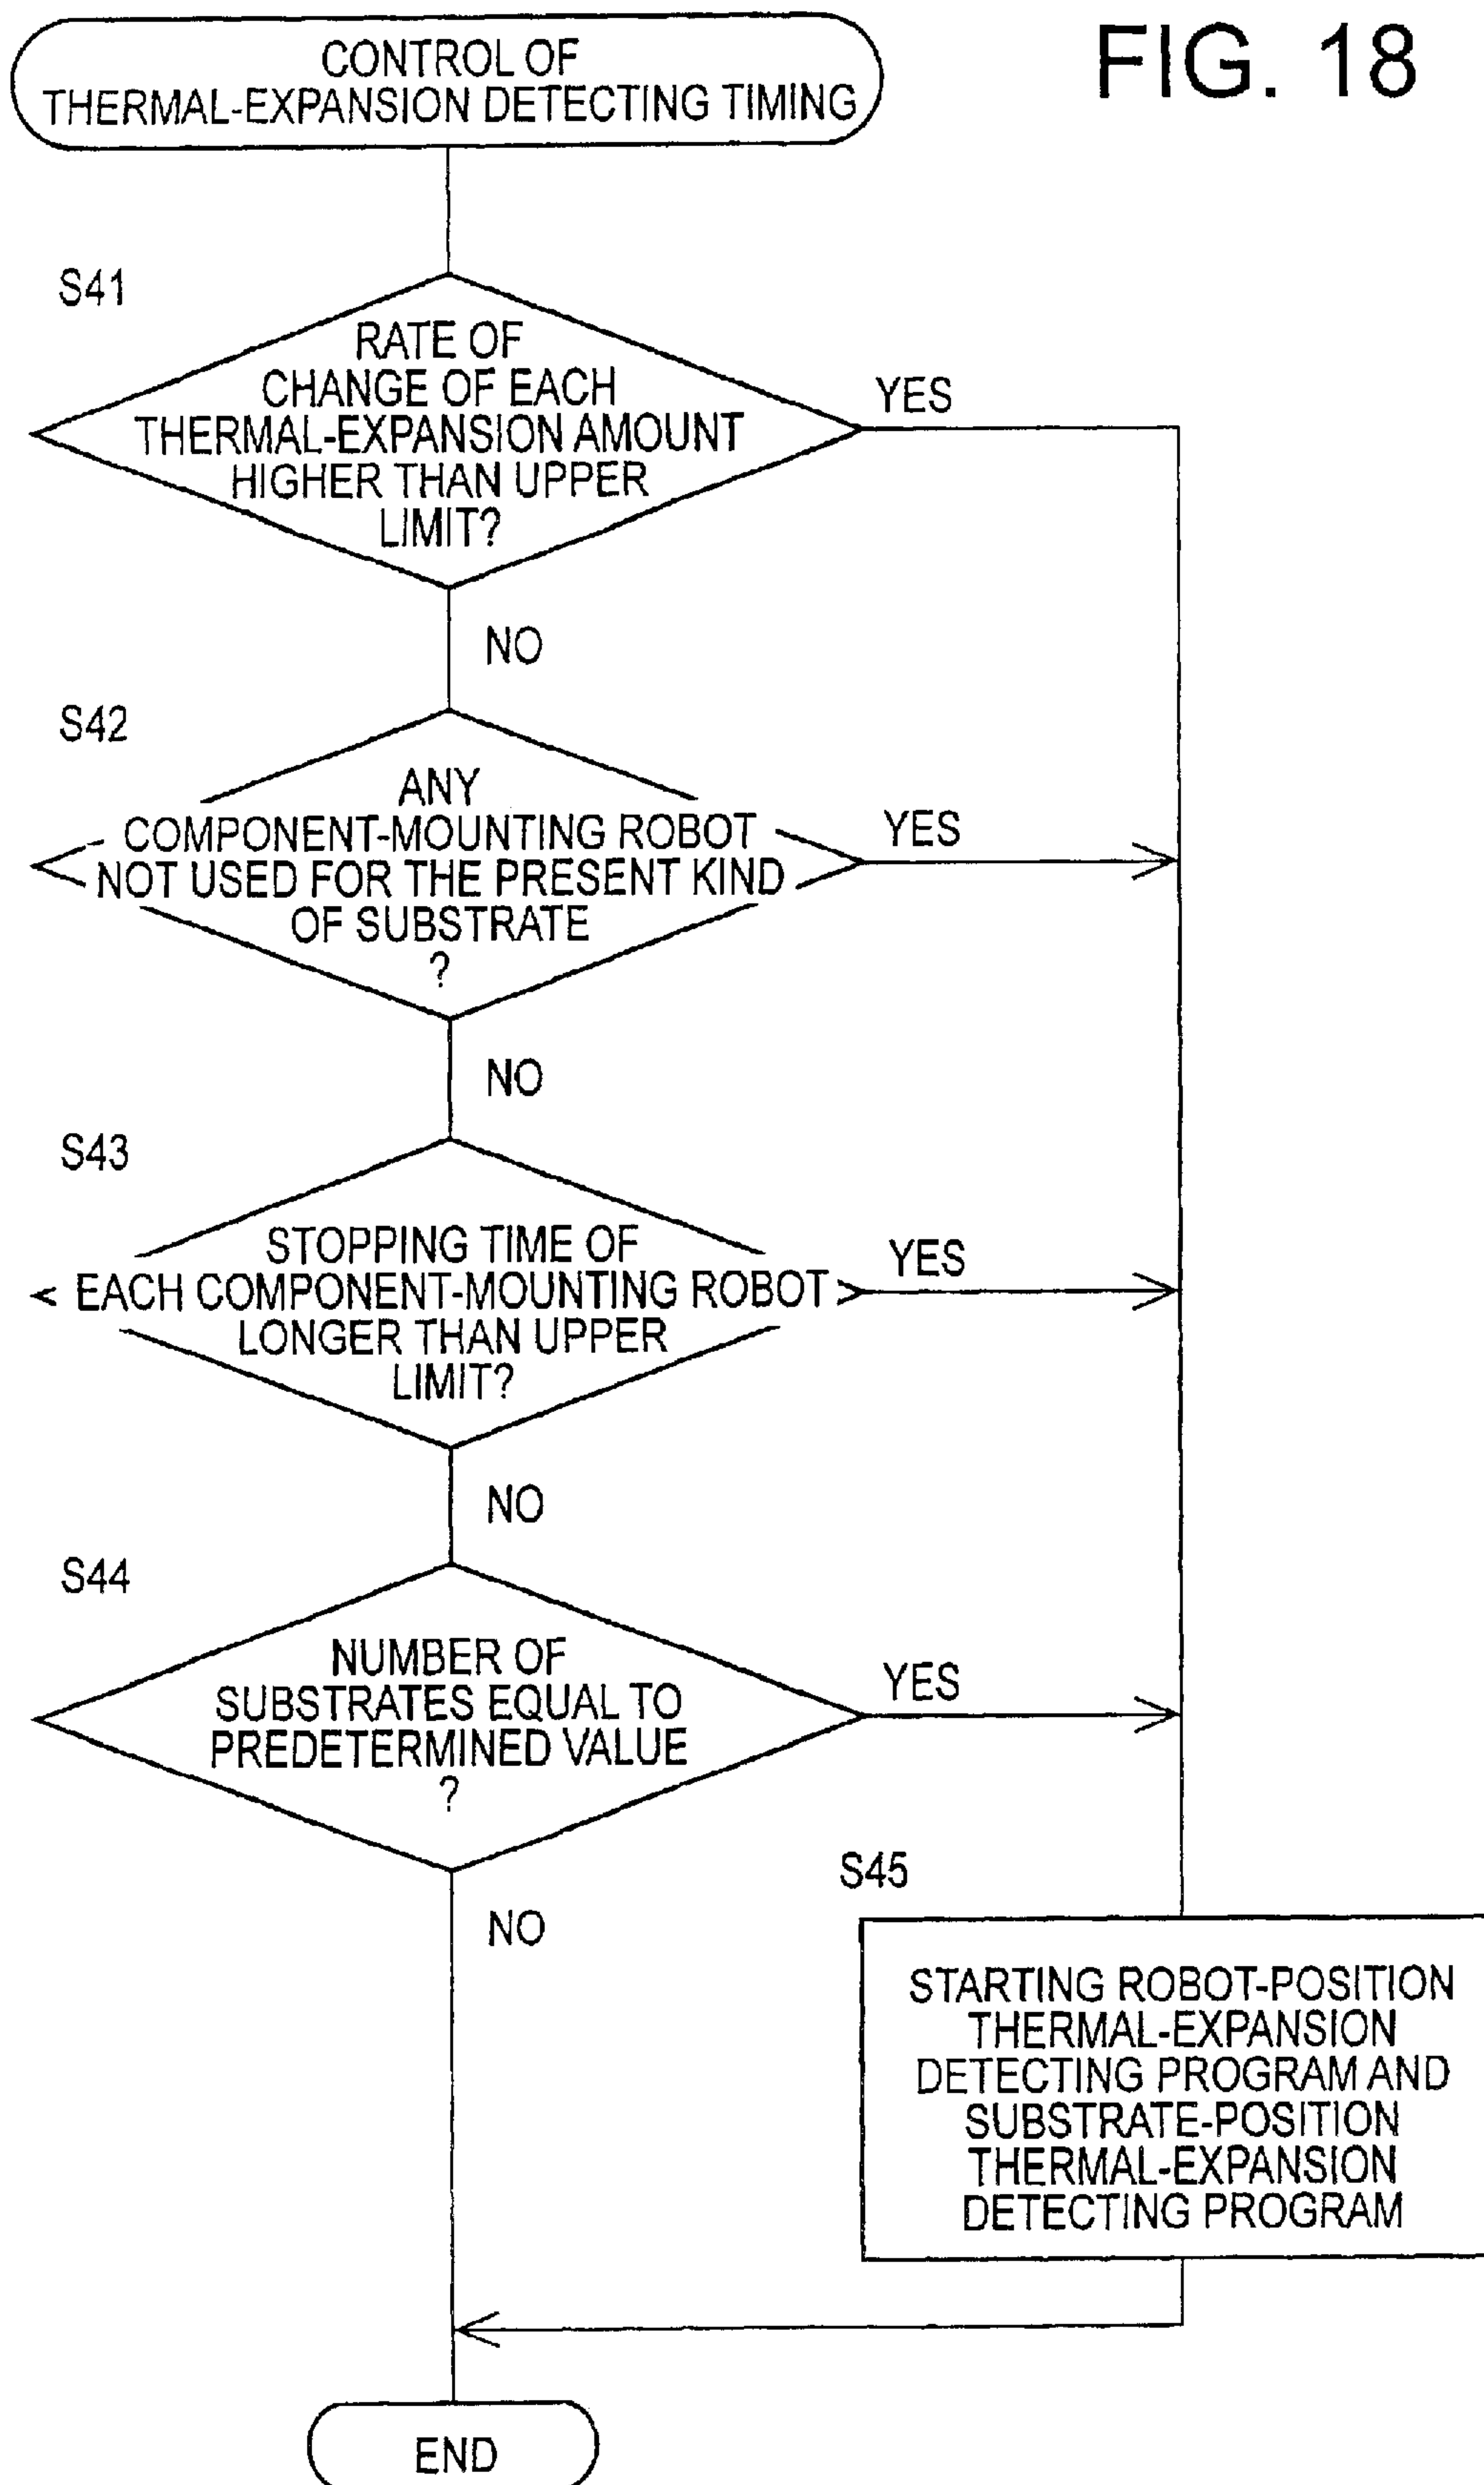 FIG. 18
CONTROL OF
THERMAL-EXPANSION DETECTING TIMING
S41
RATE OF
CHANGE OF EACH
THERMAL-EXPANSION AMOUNT
HIGHER THAN UPPER
LIMIT?
YES
NO
S42
ANY
COMPONENT-MOUNTING ROBOT
NOT USED FOR THE PRESENT KIND
OF SUBSTRATE
?
YES
NO
S43
STOPPING TIME OF
EACH COMPONENT-MOUNTING ROBOT
LONGER THAN UPPER
LIMIT?
YES
NO
S44
NUMBER OF
SUBSTRATES EQUAL TO
PREDETERMINED VALUE
?
YES
NO
S45
STARTING ROBOT-POSITION
THERMAL-EXPANSION
DETECTING PROGRAM AND
SUBSTRATE-POSITION
THERMAL-EXPANSION
DETECTING PROGRAM
END